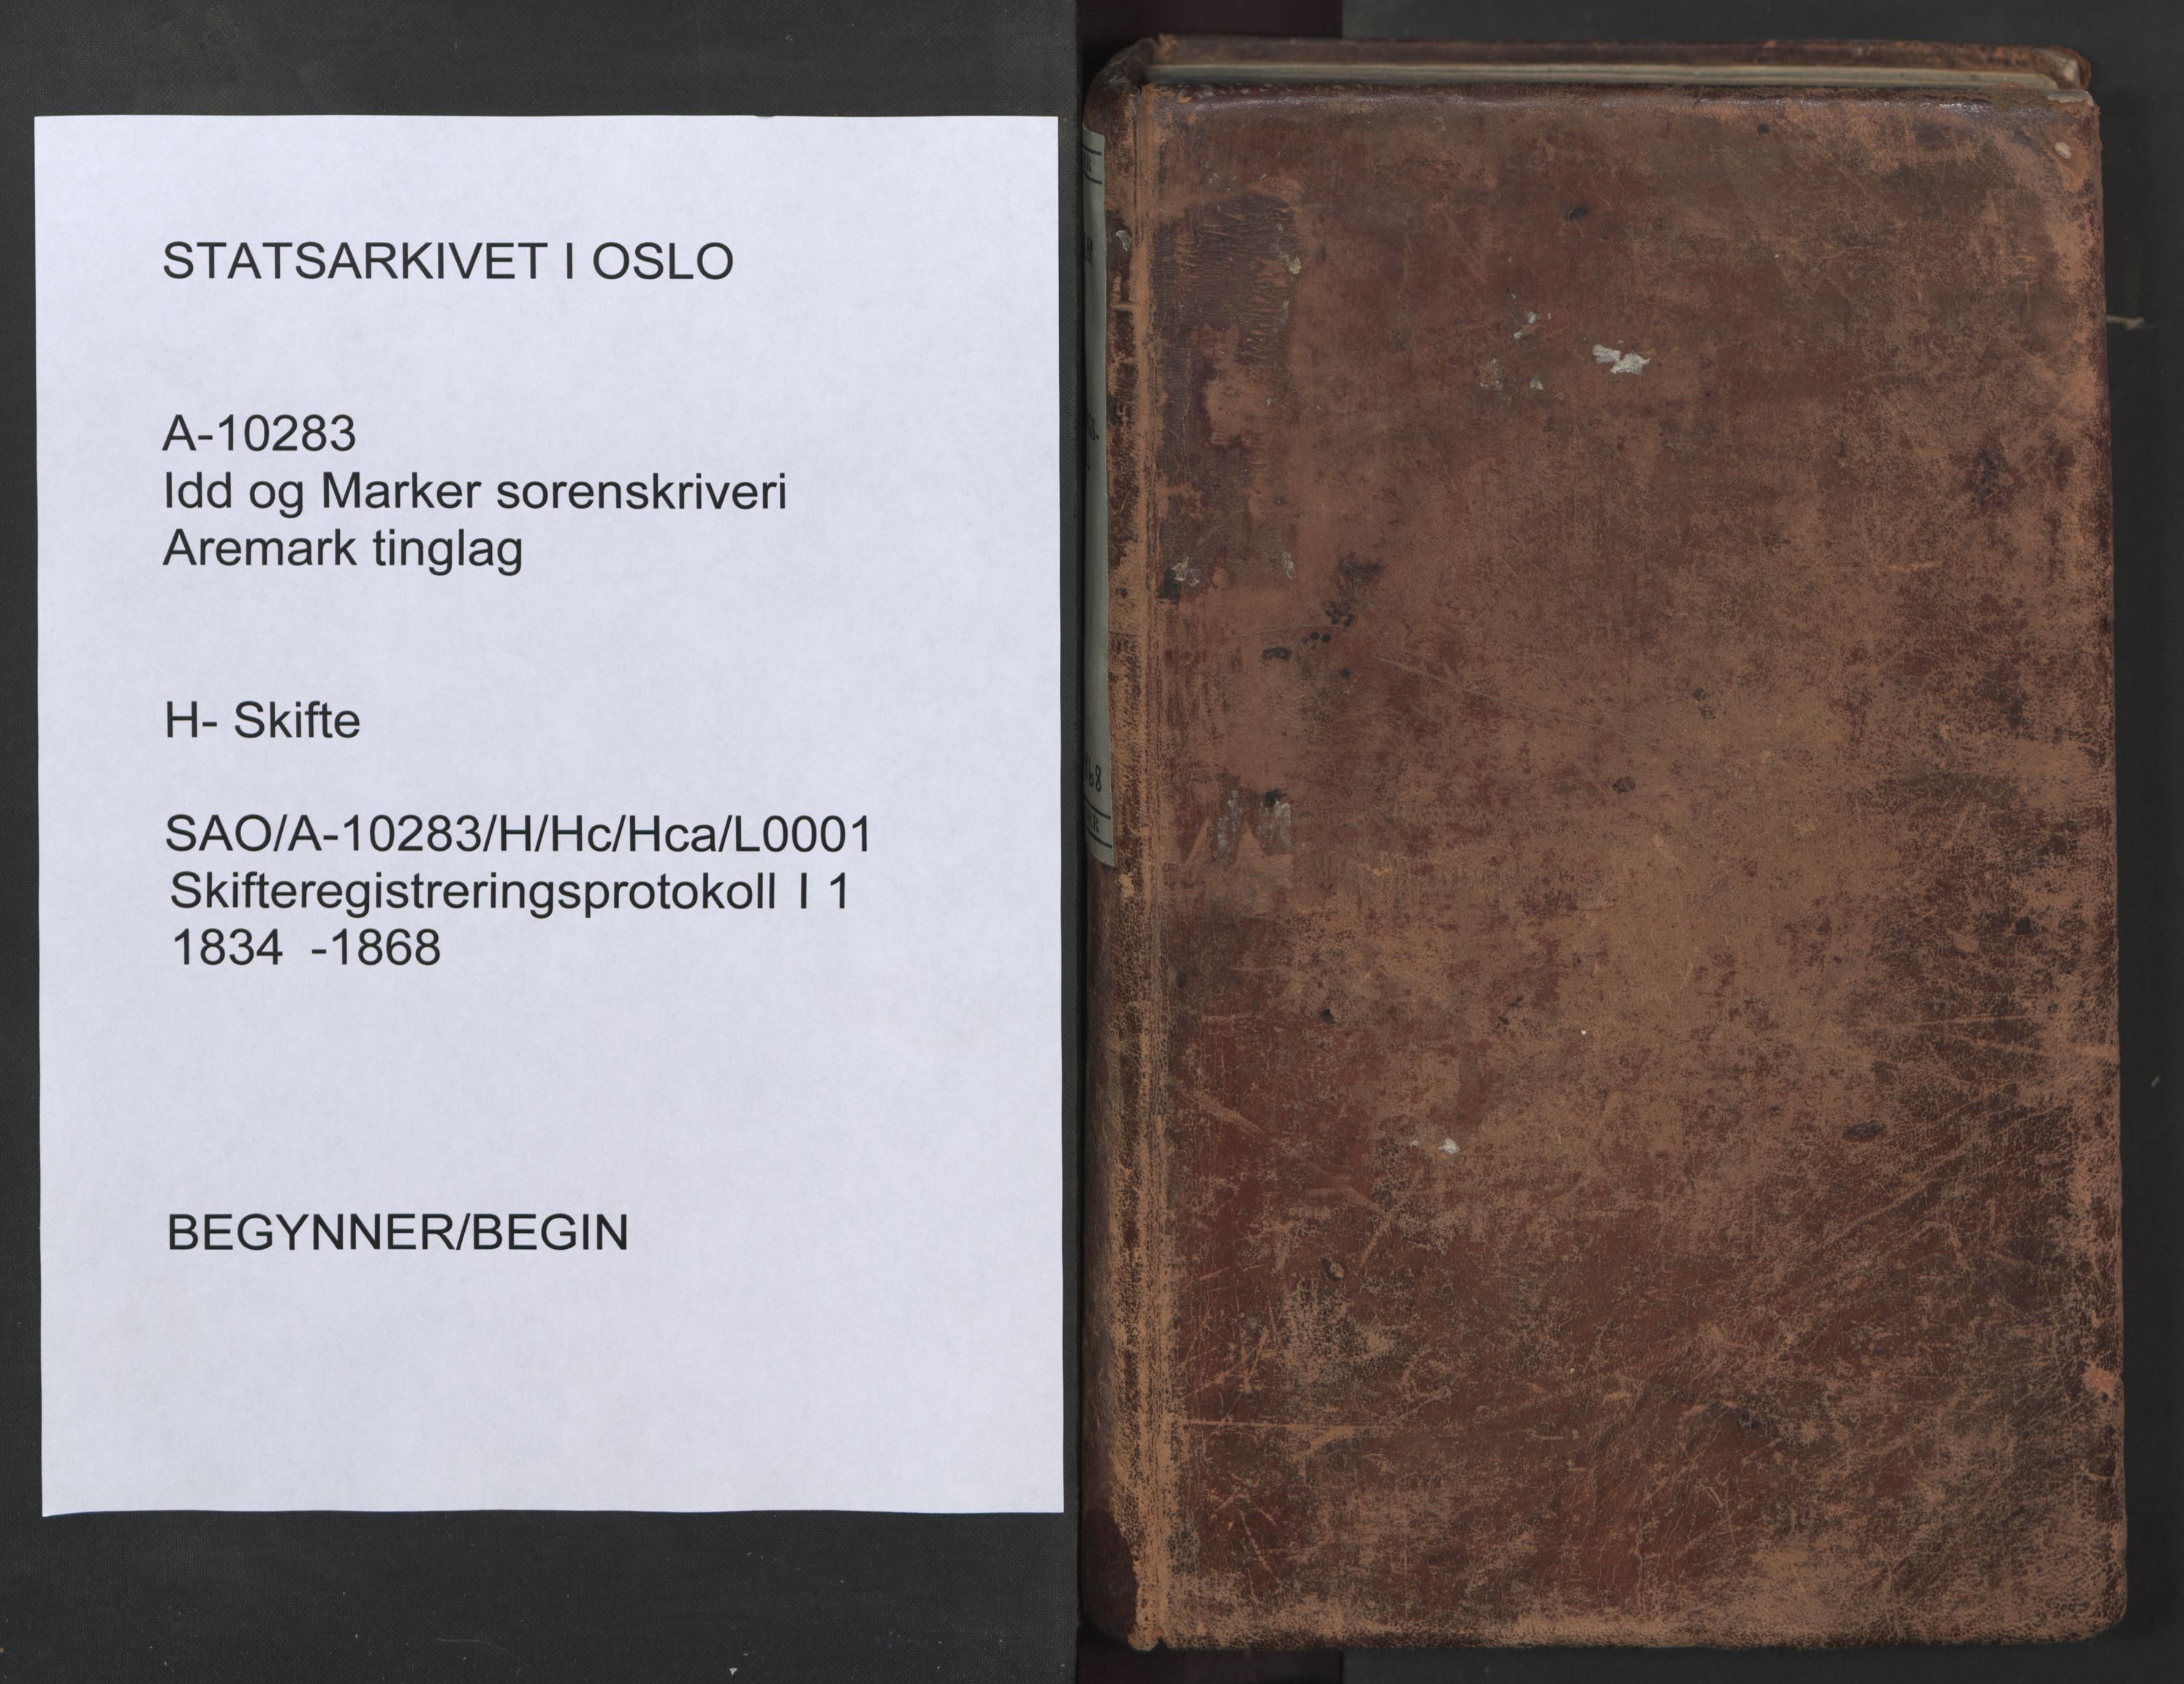 STATSARKIVET I OSLO
A-10283
Idd og Marker sorenskriveri
Aremark tinglag
H- Skifte
SAO/A-10283/H/Hc/Hca/L0001
Skifteregistreringsprotokoll I 1
1834 -1868
BEGYNNER/BEGIN